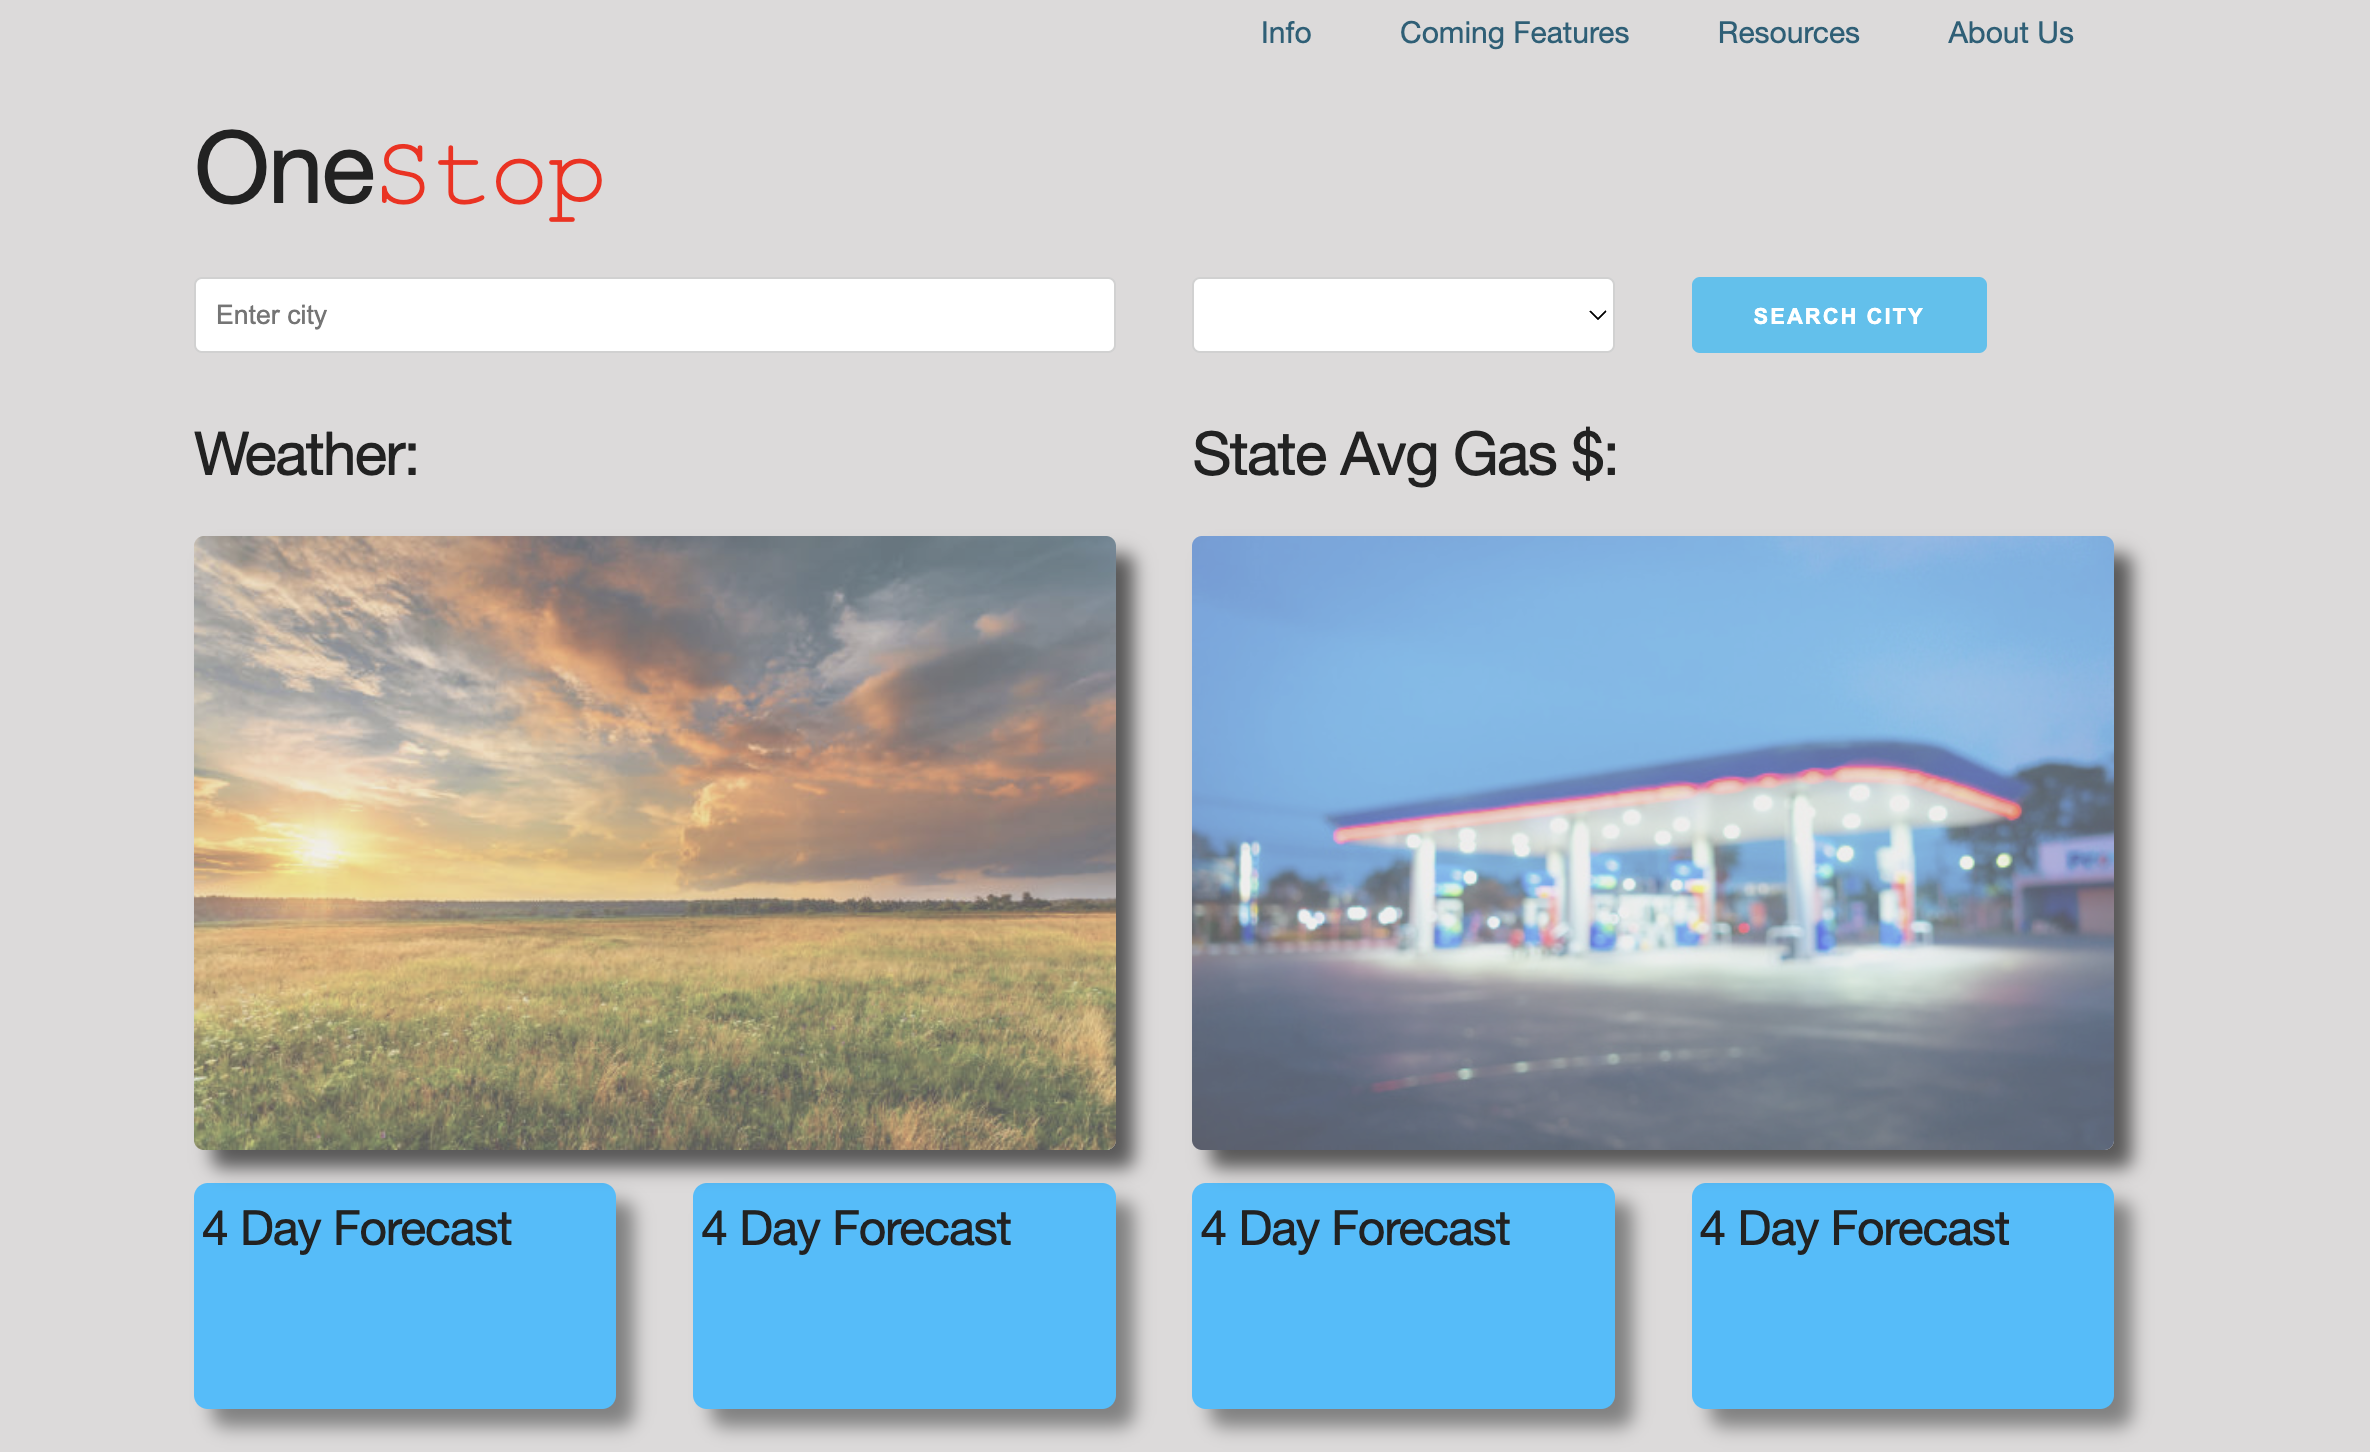 Info Coming Features Resources About Us
OneStop
Enter city
SEARCH CITY
Weather:
State Avg Gas $:
4 Day Forecast
4 Day Forecast
4 Day Forecast
4 Day Forecast